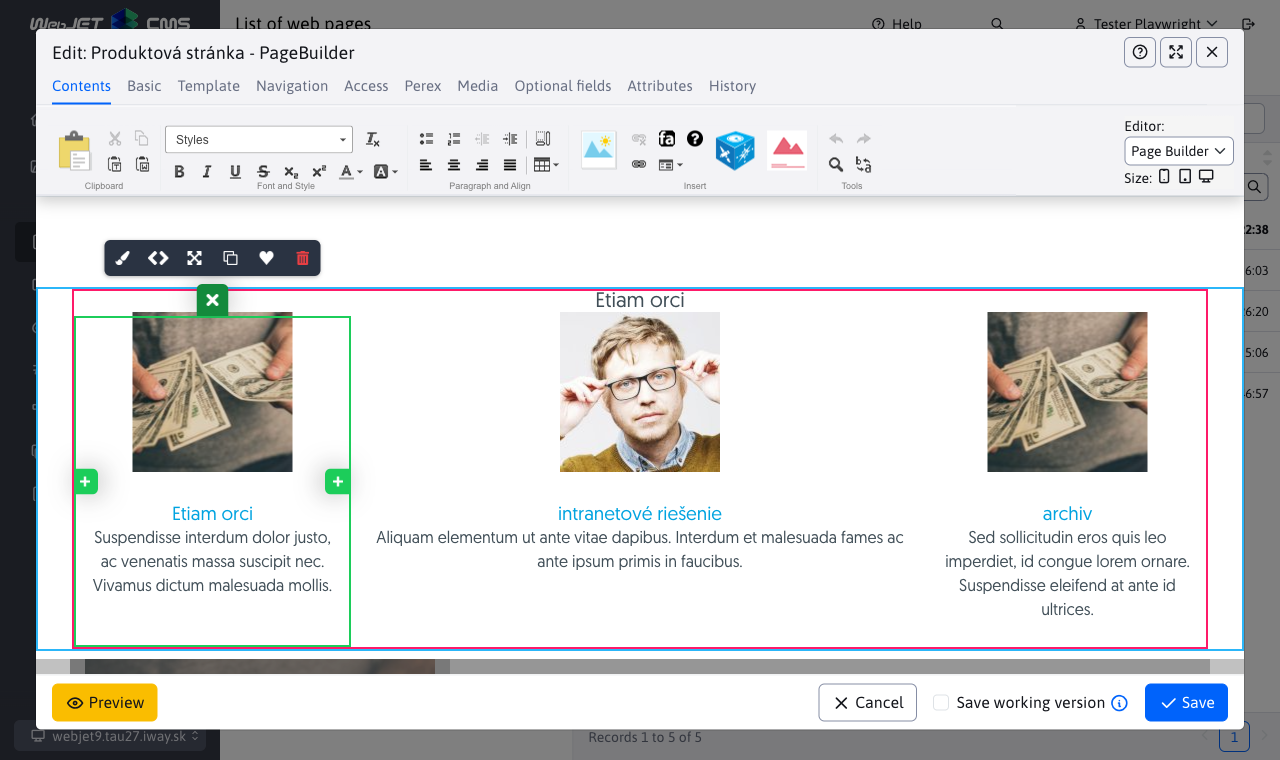 WebJET CMS
List of web pages
Help
Tester Playwright
Edit: Produktová stránka - PageBuilder
Contents Basic Template Navigation Access Perex Media Optional fields Attributes History
Styles
Clipboard
Font and Style
Paragraph and Align
Insert
Tools
Editor:
Page Builder
Size:
2:38
6:03
6:20
5:06
6:57
Etiam orci
Etiam orci
Suspendisse interdum dolor justo,
ac venenatis massa suscipit nec.
Vivamus dictum malesuada mollis.
intranetové riešenie
Aliquam elementum ut ante vitae dapibus. Interdum et malesuada fames ac
ante ipsum primis in faucibus.
archiv
Sed sollicitudin eros quis leo
imperdiet, id congue lorem ornare.
Suspendisse eleifend at ante id
ultrices.
Preview
Cancel
Save working version
Save
webjet9.tau27.iway.sk
Records 1 to 5 of 5
1